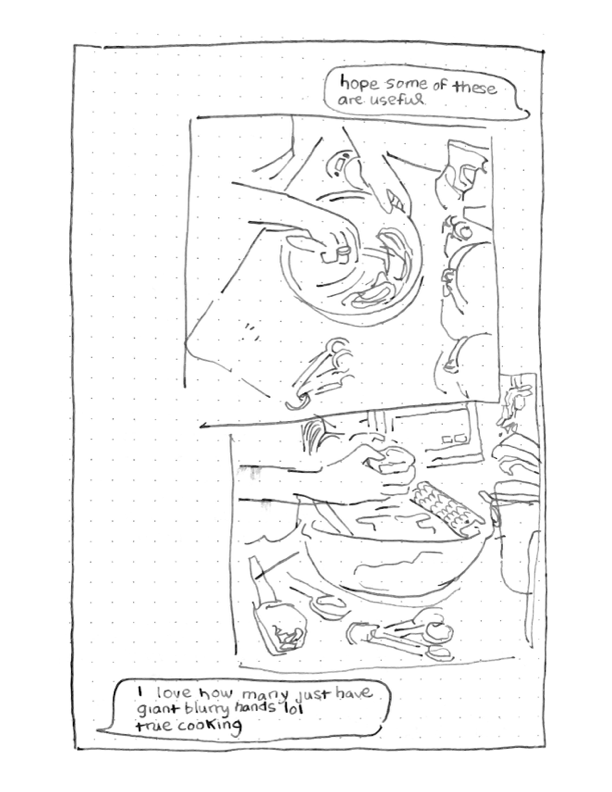 hope some of these
are useful
I love how many just have
giant blurry hands lol
true cooking